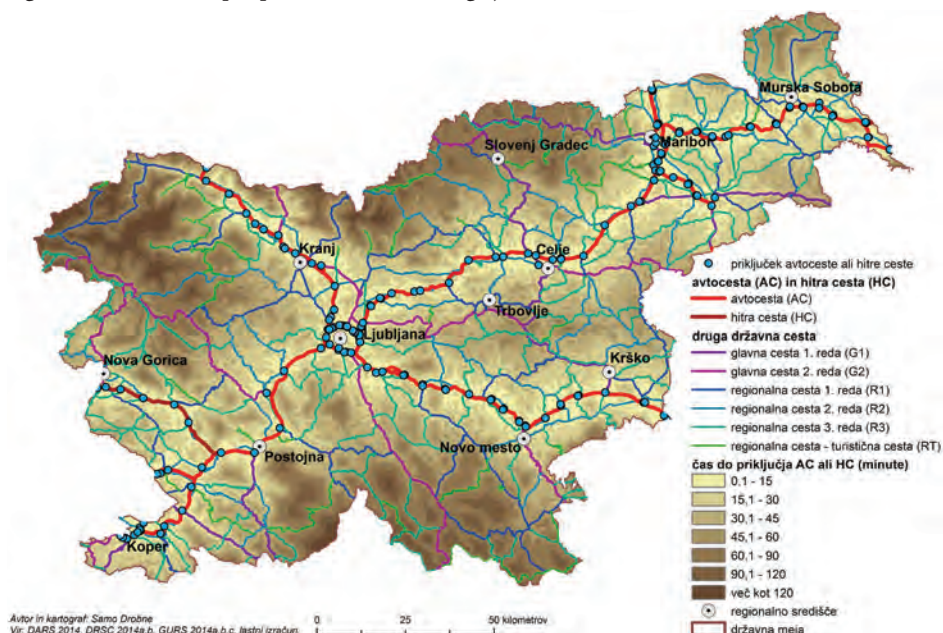 Murska Sobota
Slovenj Gradec
Maribor
Kranj
Celje
Trbovlje
Ljubljana
Nova Gorica
Krško
Novo mesto
Postojna
Koper
priključek avtoceste ali hitre ceste
avtocesta (AC) in hitra cesta (HC)
avtocesta (AC)
hitra cesta (HC)
druga državna cesta
glavna cesta 1. reda (G1)
glavna cesta 2. reda (G2)
regionalna cesta 1. reda (R1)
regionalna cesta 2. reda (R2)
regionalna cesta 3. reda (R3)
regionalna cesta - turistična cesta (RT)
čas do priključja AC ali HC (minute)
0,1 - 15
15,1 - 30
30,1 - 45
45,1 - 60
60,1 - 90
90,1 - 120
več kot 120
regionalno središče
državna meja
Avtor in kartograf: Samo Drobne
Vir: DARS 2014, DRSC 2014a,b, GURS 2014a,b,c, lastni izračun
0 25 50 kilometrov